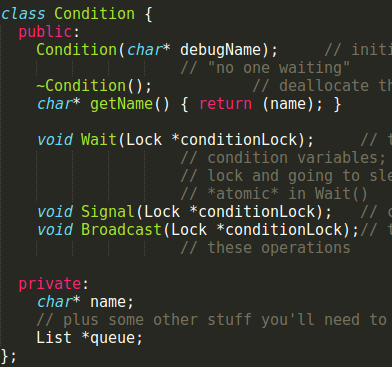 class Condition {
public:
Condition(char* debugName); // initi
// "no one waiting"
~Condition(); // deallocate th
char* getName() { return (name); }
void Wait(Lock *conditionLock); // t
// condition variables;
// lock and going to sle
// *atomic* in Wait()
void Signal(Lock *conditionLock); // c
void Broadcast(Lock *conditionLock);// t
// these operations
private:
char* name;
// plus some other stuff you'll need to
List *queue;
};